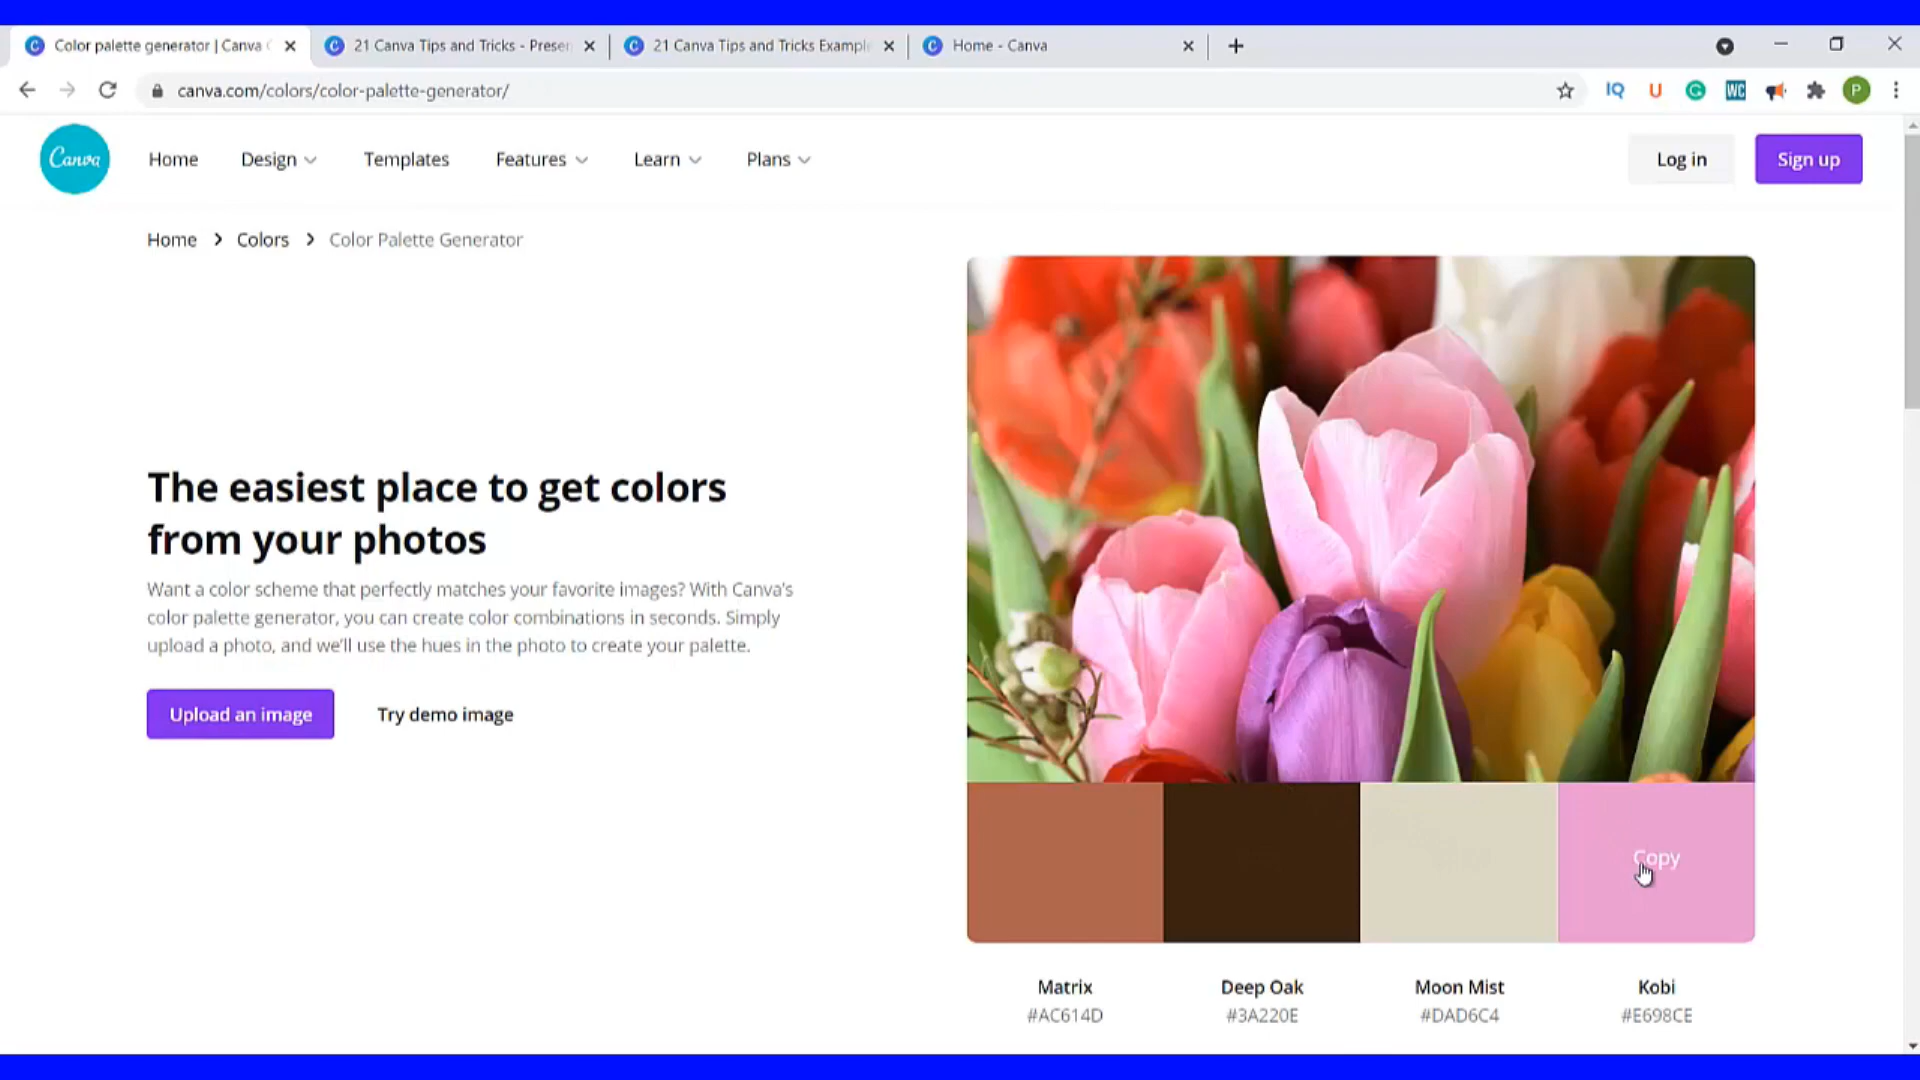 Color palette generator | Canva C
21 Canva Tips and Tricks - Presen
21 Canva Tips and Tricks Example
Home - Canva
canva.com/colors/color-palette-generator/
IQ
U
G
WC
P
Canva
Home
Design
Templates
Features
Learn
Plans
Log in
Sign up
Home > Colors > Color Palette Generator
The easiest place to get colors
from your photos
Want a color scheme that perfectly matches your favorite images? With Canva's
color palette generator, you can create color combinations in seconds. Simply
upload a photo, and we'll use the hues in the photo to create your palette.
Upload an image
Try demo image
Copy
Matrix
Deep Oak
Moon Mist
Kobi
#AC614D
#3A220E
#DAD6C4
#E698CE